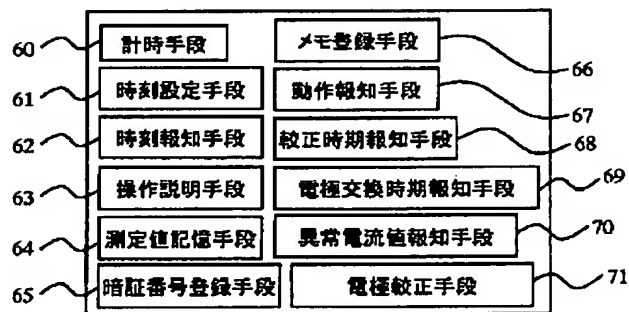 60 計時手段 メモ登録手段 66
61 時刻設定手段 動作報知手段 67
62 時刻報知手段 較正時期報知手段 68
63 操作説明手段 電極交換時期報知手段 69
64 測定値記憶手段 異常電流値報知手段 70
65 暗証番号登録手段 電極較正手段 71